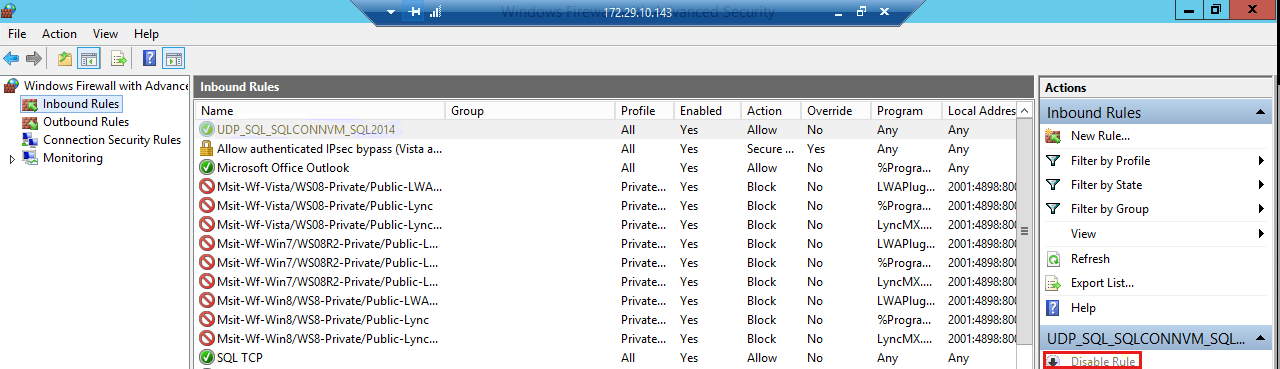 Windows Firewall with Advanced Security
172.29.10.143
File Action View Help
Windows Firewall with Advance
Inbound Rules
Outbound Rules
Connection Security Rules
Monitoring
Inbound Rules
Name Group Profile Enabled Action Override Program Local Address
UDP_SQL_SQLCONNVM_SQL2014 All Yes Allow No Any Any
Allow authenticated IPsec bypass (Vista a... All Yes Secure ... Yes Any Any
Microsoft Office Outlook All Yes Allow No %Progra... Any
Msit-Wf-Vista/WS08-Private/Public-LWA... Private... Yes Block No LWAPlug... 2001:4898:800
Msit-Wf-Vista/WS08-Private/Public-Lync Private... Yes Block No %Progra... 2001:4898:800
Msit-Wf-Vista/WS08-Private/Public-Lync... Private... Yes Block No LyncMX.... 2001:4898:800
Msit-Wf-Win7/WS08R2-Private/Public-L... Private... Yes Block No LWAPlug... 2001:4898:800
Msit-Wf-Win7/WS08R2-Private/Public-L... Private... Yes Block No %Progra... 2001:4898:800
Msit-Wf-Win7/WS08R2-Private/Public-L... Private... Yes Block No LyncMX.... 2001:4898:800
Msit-Wf-Win8/WS8-Private/Public-LWA... Private... Yes Block No LWAPlug... 2001:4898:800
Msit-Wf-Win8/WS8-Private/Public-Lync Private... Yes Block No %Progra... 2001:4898:800
Msit-Wf-Win8/WS8-Private/Public-Lync... Private... Yes Block No LyncMX.... 2001:4898:800
SQL TCP All Yes Allow No Any Any
Actions
Inbound Rules
New Rule...
Filter by Profile
Filter by State
Filter by Group
View
Refresh
Export List...
Help
UDP_SQL_SQLCONNVM_SQL...
Disable Rule